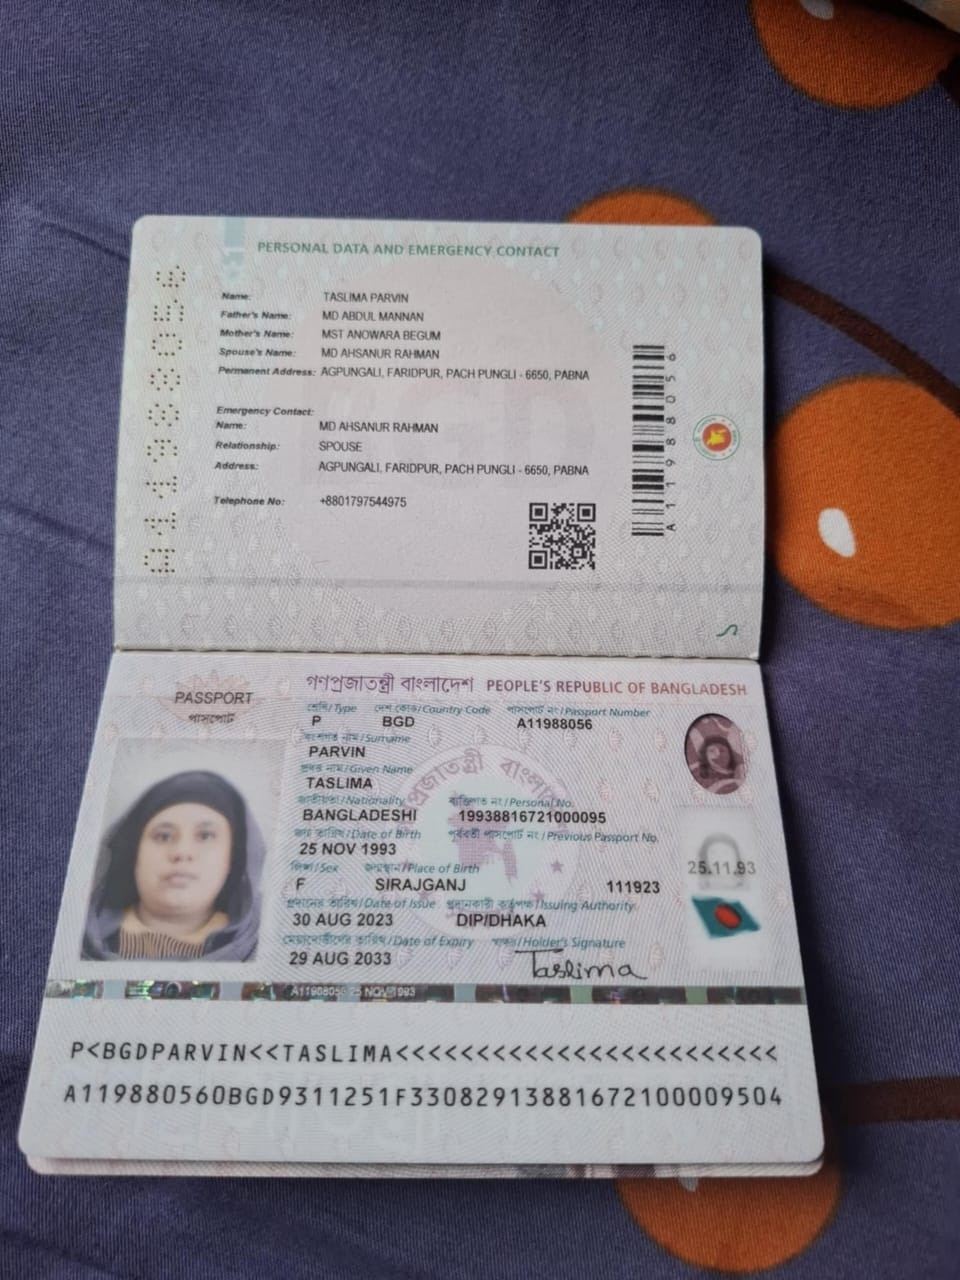 PERSONAL DATA AND EMERGENCY CONTACT
Name: TASLIMA PARVIN
Father's Name: MD ABDUL MANNAN
Mother's Name: MST ANOWARA BEGUM
Spouse's Name: MD AHSANUR RAHMAN
Permanent Address: AGPUNGALI, FARIDPUR, PACH PUNGLI - 6650, PABNA
Emergency Contact:
Name: MD AHSANUR RAHMAN
Relationship: SPOUSE
Address: AGPUNGALI, FARIDPUR, PACH PUNGLI - 6650, PABNA
Telephone No: +8801797544975
A11988056
A11988056
গণপ্রজাতন্ত্রী বাংলাদেশ PEOPLE'S REPUBLIC OF BANGLADESH
PASSPORT
পাসপোর্ট
শ্রেণি/Type দেশ কোড/Country Code পাসপোর্ট নং/Passport Number
P BGD A11988056
বংশগত নাম/Surname
PARVIN
প্রদত্ত নাম/Given Name
TASLIMA
জাতীয়তা/Nationality ব্যক্তিগত নং/Personal No.
BANGLADESHI 19938816721000095
জন্ম তারিখ/Date of Birth পূর্ববর্তী পাসপোর্ট নং/Previous Passport No.
25 NOV 1993
লিঙ্গ/Sex জন্মস্থান/Place of Birth
F SIRAJGANJ 111923
প্রদানের তারিখ/Date of Issue প্রদানকারী কর্তৃপক্ষ/Issuing Authority
30 AUG 2023 DIP/DHAKA
মেয়াদোত্তীর্ণের তারিখ/Date of Expiry স্বাক্ষর/Holder's Signature
29 AUG 2033 Taslima
25.11.93
A11988056 25 NOV 1993
P<BGDPARVIN<<TASLIMA<<<<<<<<<<<<<<<<<<<<<<<<
A119880560BGD9311251F33082913881672100009504